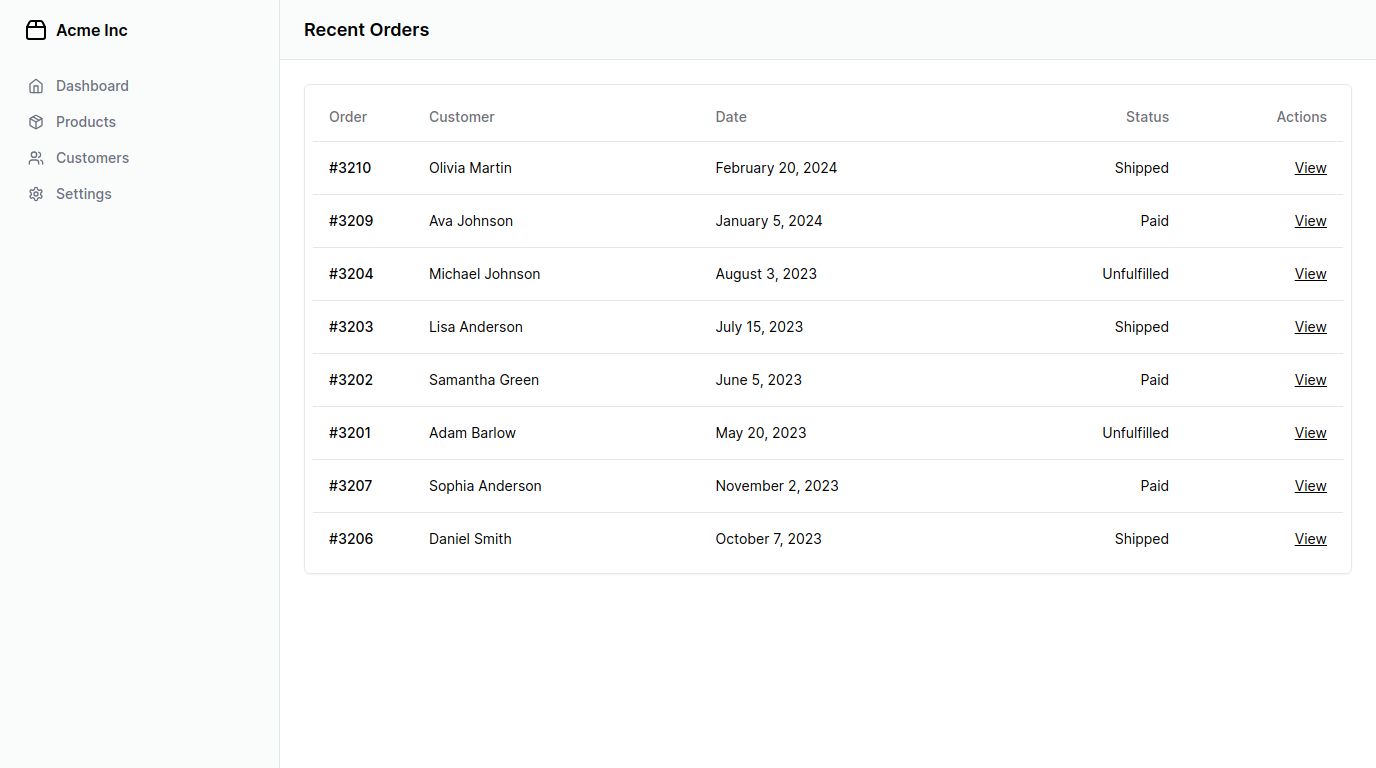 Acme Inc
Dashboard
Products
Customers
Settings
Recent Orders
Order Customer Date Status Actions
#3210 Olivia Martin February 20, 2024 Shipped View
#3209 Ava Johnson January 5, 2024 Paid View
#3204 Michael Johnson August 3, 2023 Unfulfilled View
#3203 Lisa Anderson July 15, 2023 Shipped View
#3202 Samantha Green June 5, 2023 Paid View
#3201 Adam Barlow May 20, 2023 Unfulfilled View
#3207 Sophia Anderson November 2, 2023 Paid View
#3206 Daniel Smith October 7, 2023 Shipped View